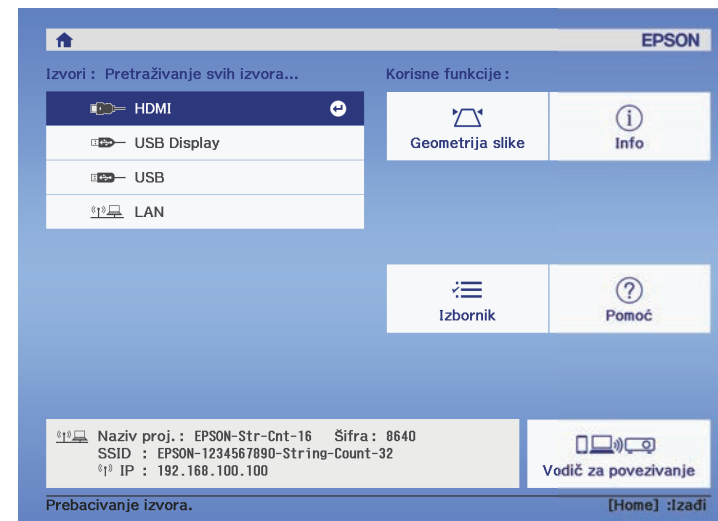 EPSON
Izvori : Pretraživanje svih izvora...
Korisne funkcije :
HDMI
USB Display
USB
LAN
Geometrija slike
Info
Izbornik
Pomoć
Naziv proj. : EPSON-Str-Cnt-16 Šifra : 8640
SSID : EPSON-1234567890-String-Count-32
IP : 192.168.100.100
Vodič za povezivanje
Prebacivanje izvora.
[Home] :Izađi